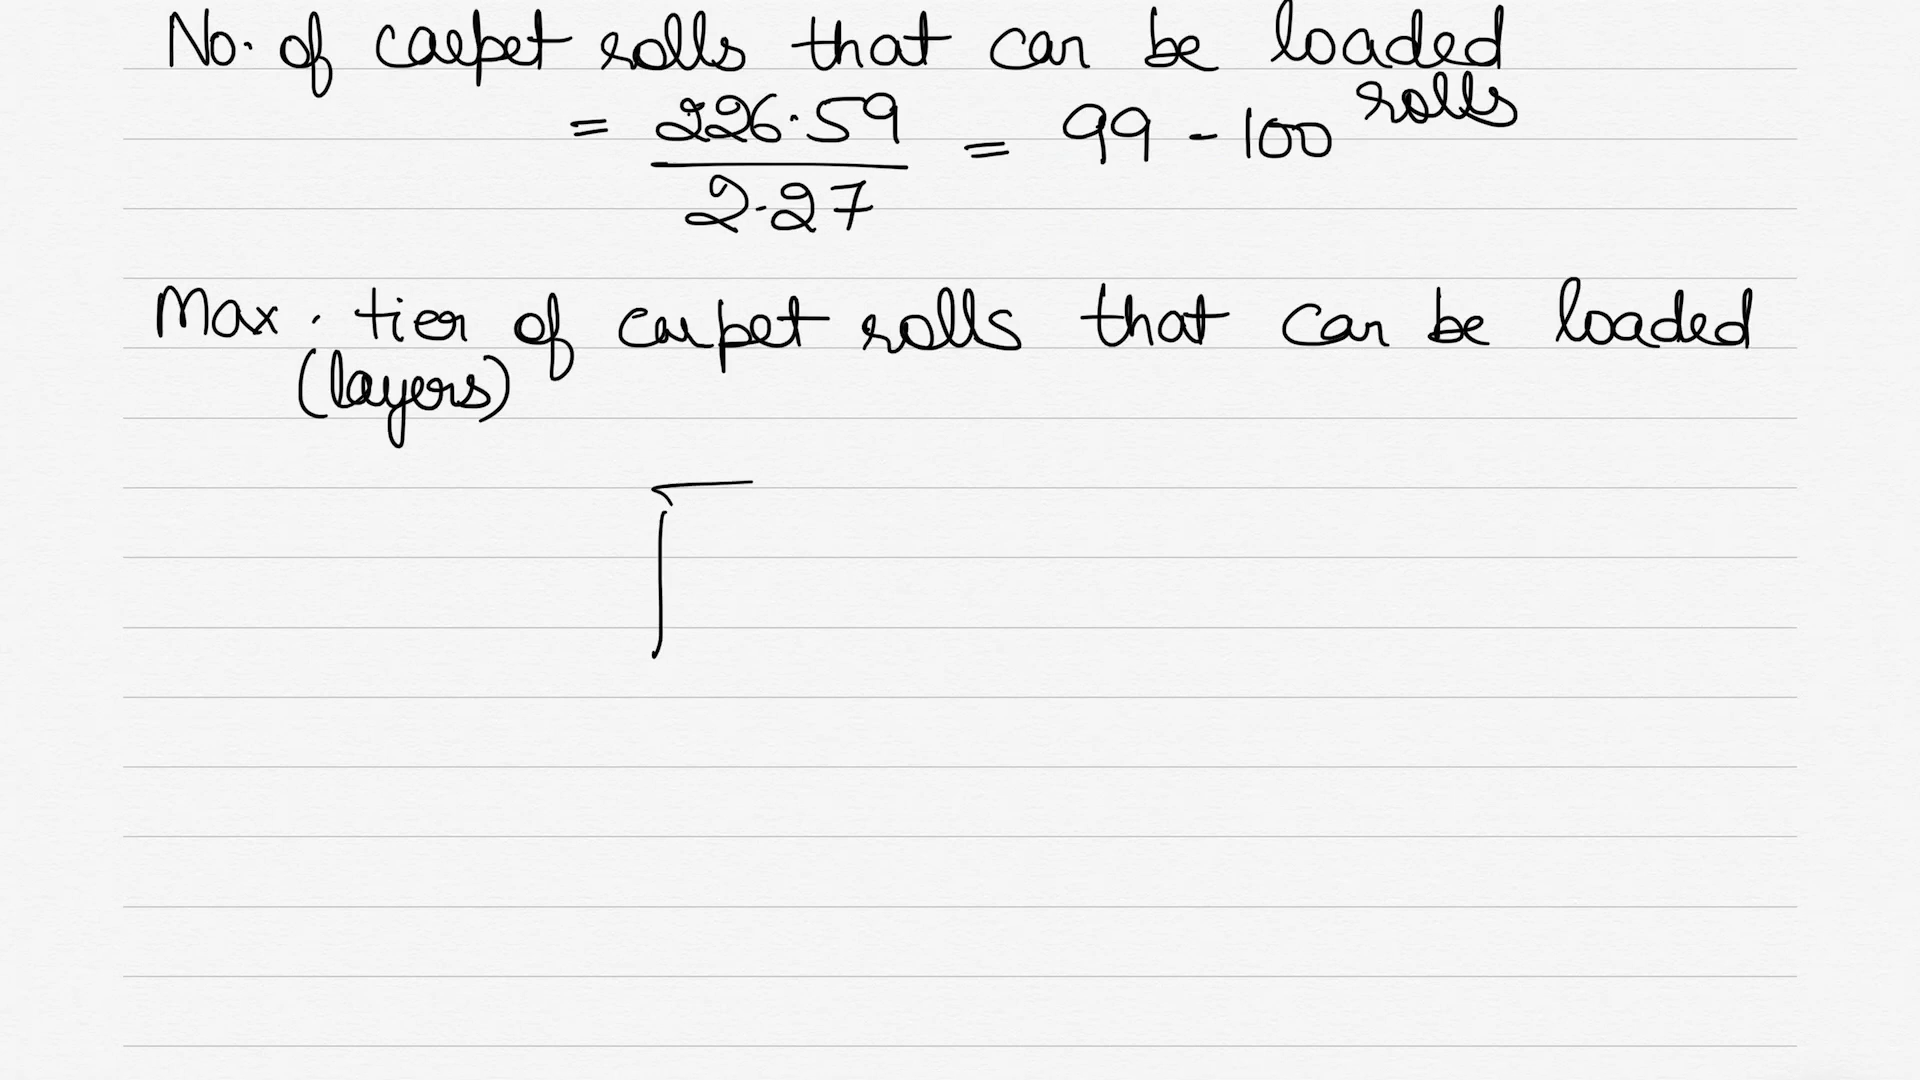 No. of carpet rolls that can be loaded
= 226.59 / 2.27 = 99 - 100 rolls
Max. tier of carpet rolls that can be loaded
(layers)